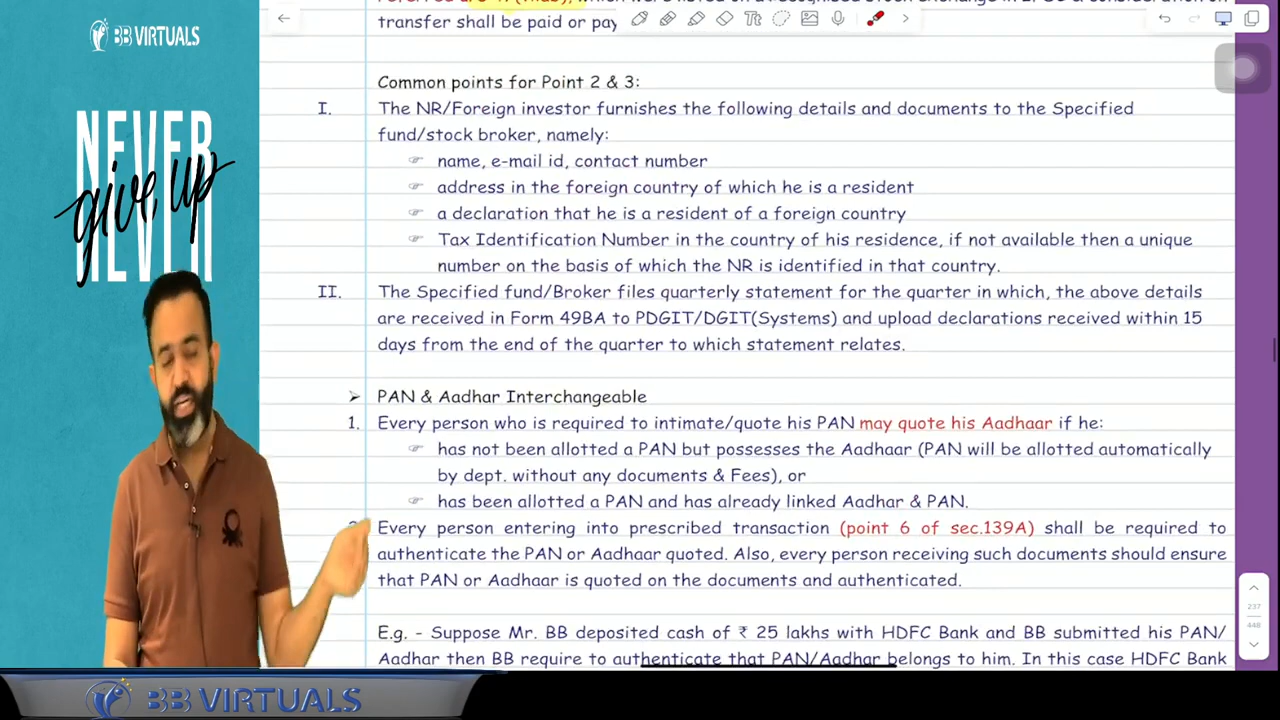 BB VIRTUALS
NEVER
give up
NEVER
transfer shall be paid or pay
Common points for Point 2 & 3:
I. The NR/Foreign investor furnishes the following details and documents to the Specified
fund/stock broker, namely:
☞ name, e-mail id, contact number
☞ address in the foreign country of which he is a resident
☞ a declaration that he is a resident of a foreign country
☞ Tax Identification Number in the country of his residence, if not available then a unique
number on the basis of which the NR is identified in that country.
II. The Specified fund/Broker files quarterly statement for the quarter in which, the above details
are received in Form 49BA to PDGIT/DGIT(Systems) and upload declarations received within 15
days from the end of the quarter to which statement relates.
➢ PAN & Aadhar Interchangeable
1. Every person who is required to intimate/quote his PAN may quote his Aadhaar if he:
☞ has not been allotted a PAN but possesses the Aadhaar (PAN will be allotted automatically
by dept. without any documents & Fees), or
☞ has been allotted a PAN and has already linked Aadhar & PAN.
Every person entering into prescribed transaction (point 6 of sec.139A) shall be required to
authenticate the PAN or Aadhaar quoted. Also, every person receiving such documents should ensure
that PAN or Aadhaar is quoted on the documents and authenticated.
E.g. - Suppose Mr. BB deposited cash of ₹ 25 lakhs with HDFC Bank and BB submitted his PAN/
Aadhar then BB require to authenticate that PAN/Aadhar belongs to him. In this case HDFC Bank
237
448
BB VIRTUALS